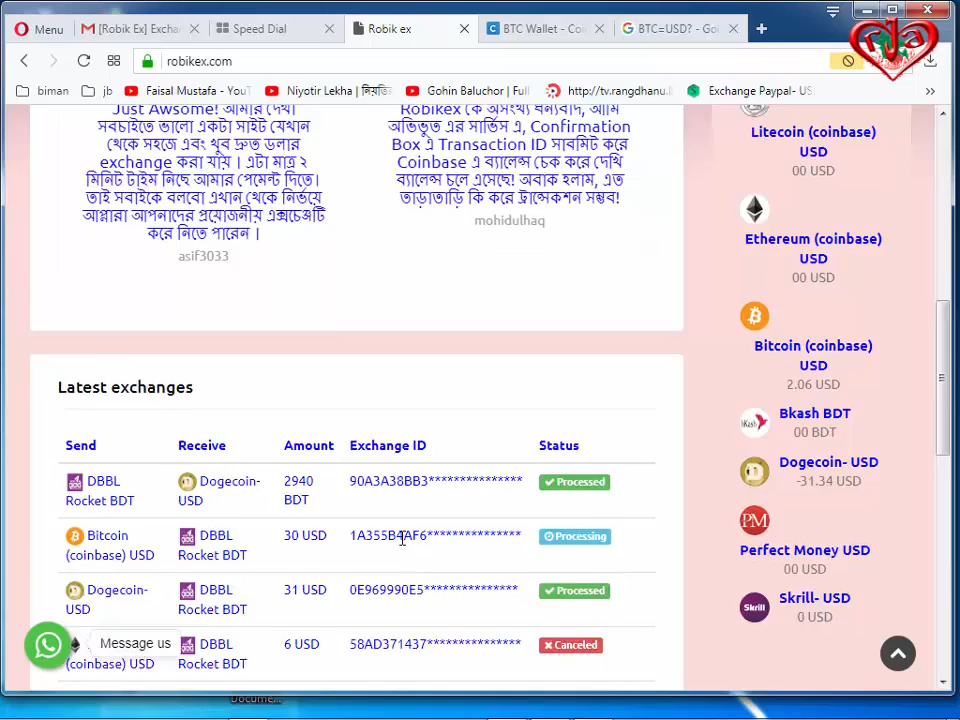 Menu
[Robik Ex] Excha
Speed Dial
Robik ex
BTC Wallet - Coi
BTC=USD? - Go
robikex.com
biman
jb
Faisal Mustafa - YouT
Niyotir Lekha | নিয়তির
Gohin Baluchor | Full
http://tv.rangdhanu.l
Exchange Paypal- US
Just Awsome! আমার দেখা
সবচাইতে ভালো একটা সাইট যেখান
থেকে সহজে এবং খুব দ্রুত ডলার
exchange করা যায় । এটা মাত্র ২
মিনিট টাইম নিছে আমার পেমেন্ট দিতে।
তাই সবাইকে বলবো এখান থেকে নির্ভয়ে
আপ্লারা আপনাদের প্রয়োজনীয় এক্সচেঞ্জটি
করে নিতে পারেন ।
asif3033
Robikex কে অসংখ্য ধন্যবাদ, আমি
অভিভূত এর সার্ভিস এ, Confirmation
Box এ Transaction ID সাবমিট করে
Coinbase এ ব্যালেন্স চেক করে দেখি
ব্যালেন্স চলে এসেছে! অবাক হলাম, এত
তাড়াতাড়ি কি করে ট্রান্সেকশন সম্ভব!
mohidulhaq
Latest exchanges
Send Receive Amount Exchange ID Status
DBBL Rocket BDT Dogecoin- USD 2940 BDT 90A3A38BB3*************** Processed
Bitcoin (coinbase) USD DBBL Rocket BDT 30 USD 1A355B4AF6*************** Processing
Dogecoin- USD DBBL Rocket BDT 31 USD 0E969990E5*************** Processed
(coinbase) USD DBBL Rocket BDT 6 USD 58AD371437*************** Canceled
Message us
Litecoin (coinbase)
USD
00 USD
Ethereum (coinbase)
USD
00 USD
Bitcoin (coinbase)
USD
2.06 USD
bKash
Bkash BDT
00 BDT
Dogecoin- USD
-31.34 USD
PM
Perfect Money USD
00 USD
Skrill
Skrill- USD
0 USD